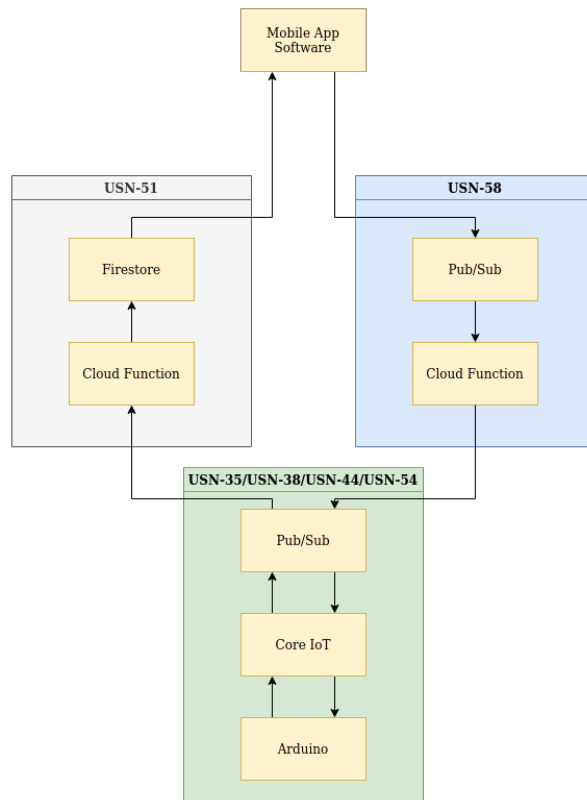 Mobile App
Software
USN-51
USN-58
Firestore
Pub/Sub
Cloud Function
Cloud Function
USN-35/USN-38/USN-44/USN-54
Pub/Sub
Core IoT
Arduino